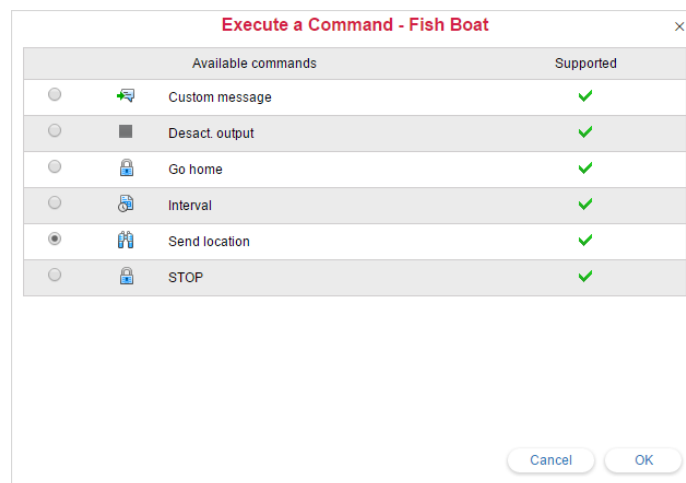 Execute a Command - Fish Boat ×
Available commands Supported
Custom message
Desact. output
Go home
Interval
Send location
STOP
Cancel OK